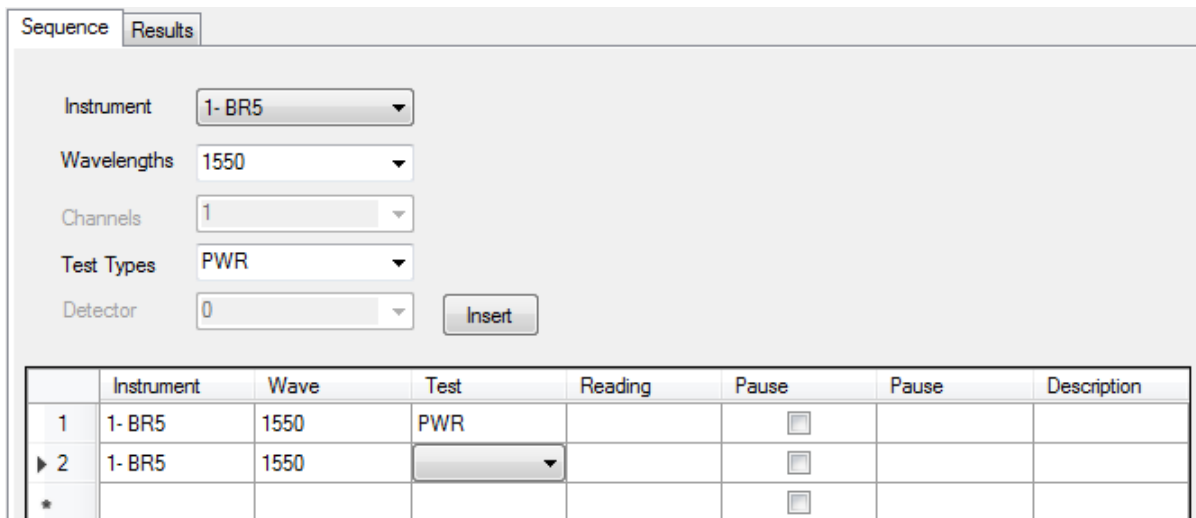 Sequence Results
Instrument 1- BR5
Wavelengths 1550
Channels 1
Test Types PWR
Detector 0 Insert
Instrument Wave Test Reading Pause Pause Description
1 1- BR5 1550 PWR
2 1- BR5 1550
*